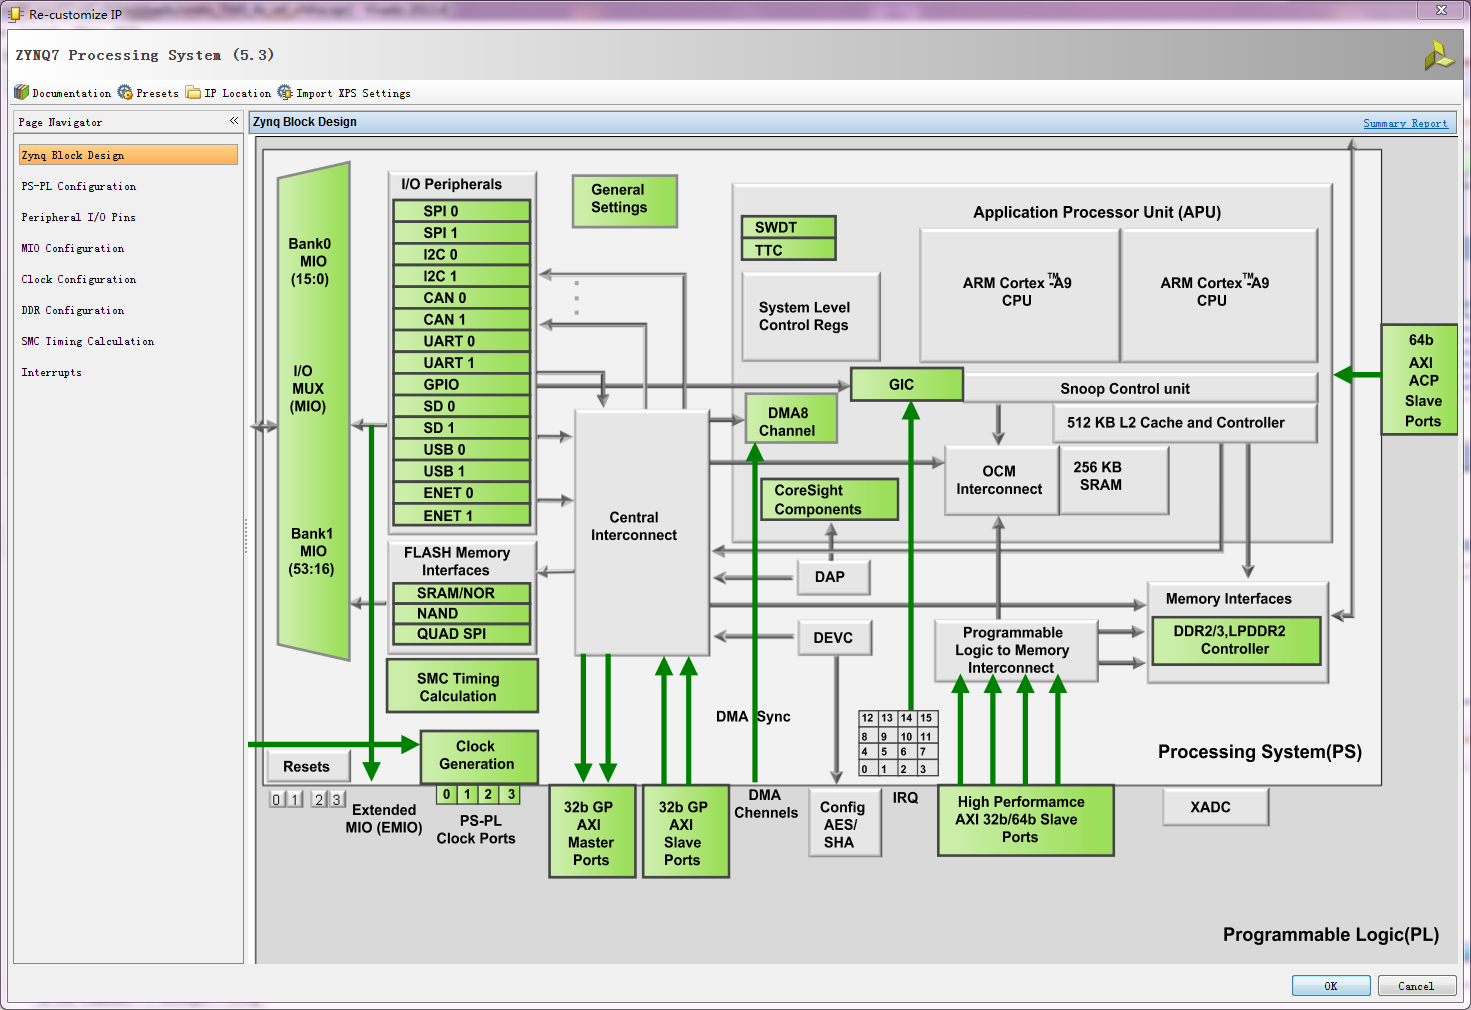 Re-customize IP
ZYNQ7 Processing System (5.3)
Documentation Presets IP Location Import XPS Settings
Page Navigator «
Zynq Block Design
PS-PL Configuration
Peripheral I/O Pins
MIO Configuration
Clock Configuration
DDR Configuration
SMC Timing Calculation
Interrupts
Zynq Block Design
Summary Report
Bank0
MIO
(15:0)
I/O
MUX
(MIO)
Bank1
MIO
(53:16)
I/O Peripherals
SPI 0
SPI 1
I2C 0
I2C 1
CAN 0
CAN 1
UART 0
UART 1
GPIO
SD 0
SD 1
USB 0
USB 1
ENET 0
ENET 1
FLASH Memory
Interfaces
SRAM/NOR
NAND
QUAD SPI
SMC Timing
Calculation
General
Settings
Application Processor Unit (APU)
SWDT
TTC
System Level
Control Regs
ARM Cortex™-A9
CPU
ARM Cortex™-A9
CPU
GIC
Snoop Control unit
DMA8
Channel
512 KB L2 Cache and Controller
OCM
Interconnect
256 KB
SRAM
CoreSight
Components
Central
Interconnect
DAP
DEVC
Memory Interfaces
DDR2/3,LPDDR2
Controller
Programmable
Logic to Memory
Interconnect
64b
AXI
ACP
Slave
Ports
DMA Sync
12 13 14 15
8 9 10 11
4 5 6 7
0 1 2 3
IRQ
Processing System(PS)
Resets
0 1 2 3
Extended
MIO (EMIO)
Clock
Generation
0 1 2 3
PS-PL
Clock Ports
32b GP
AXI
Master
Ports
32b GP
AXI
Slave
Ports
DMA
Channels
Config
AES/
SHA
High Performamce
AXI 32b/64b Slave
Ports
XADC
Programmable Logic(PL)
OK
Cancel